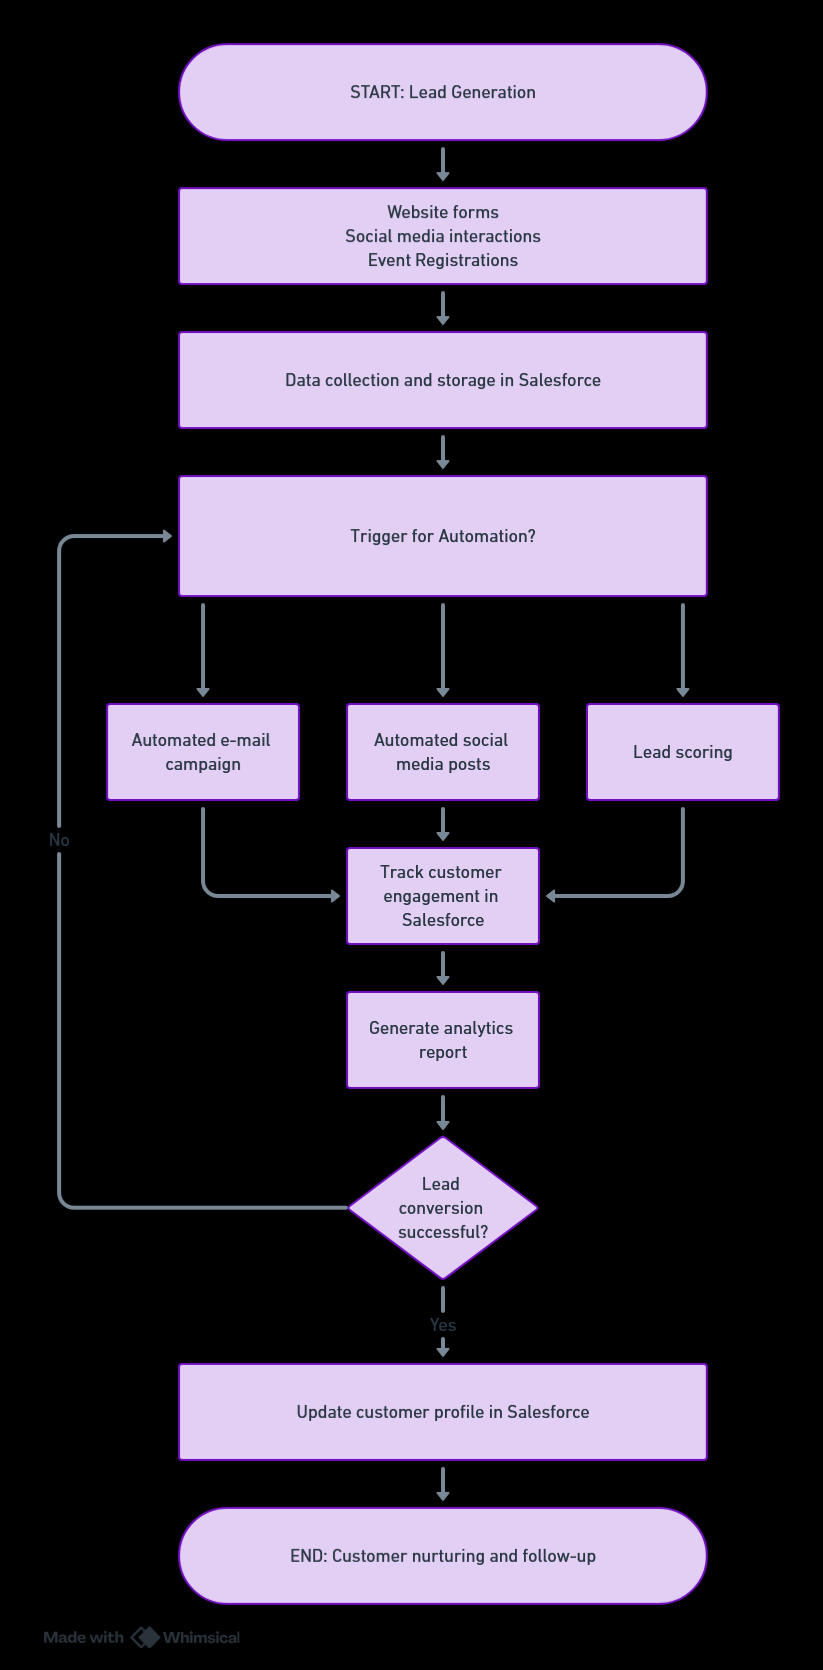 START: Lead Generation
Website forms
Social media interactions
Event Registrations
Data collection and storage in Salesforce
Trigger for Automation?
Automated e-mail
campaign
Automated social
media posts
Lead scoring
No
Track customer
engagement in
Salesforce
Generate analytics
report
Lead
conversion
successful?
Yes
Update customer profile in Salesforce
END: Customer nurturing and follow-up
Made with Whimsical